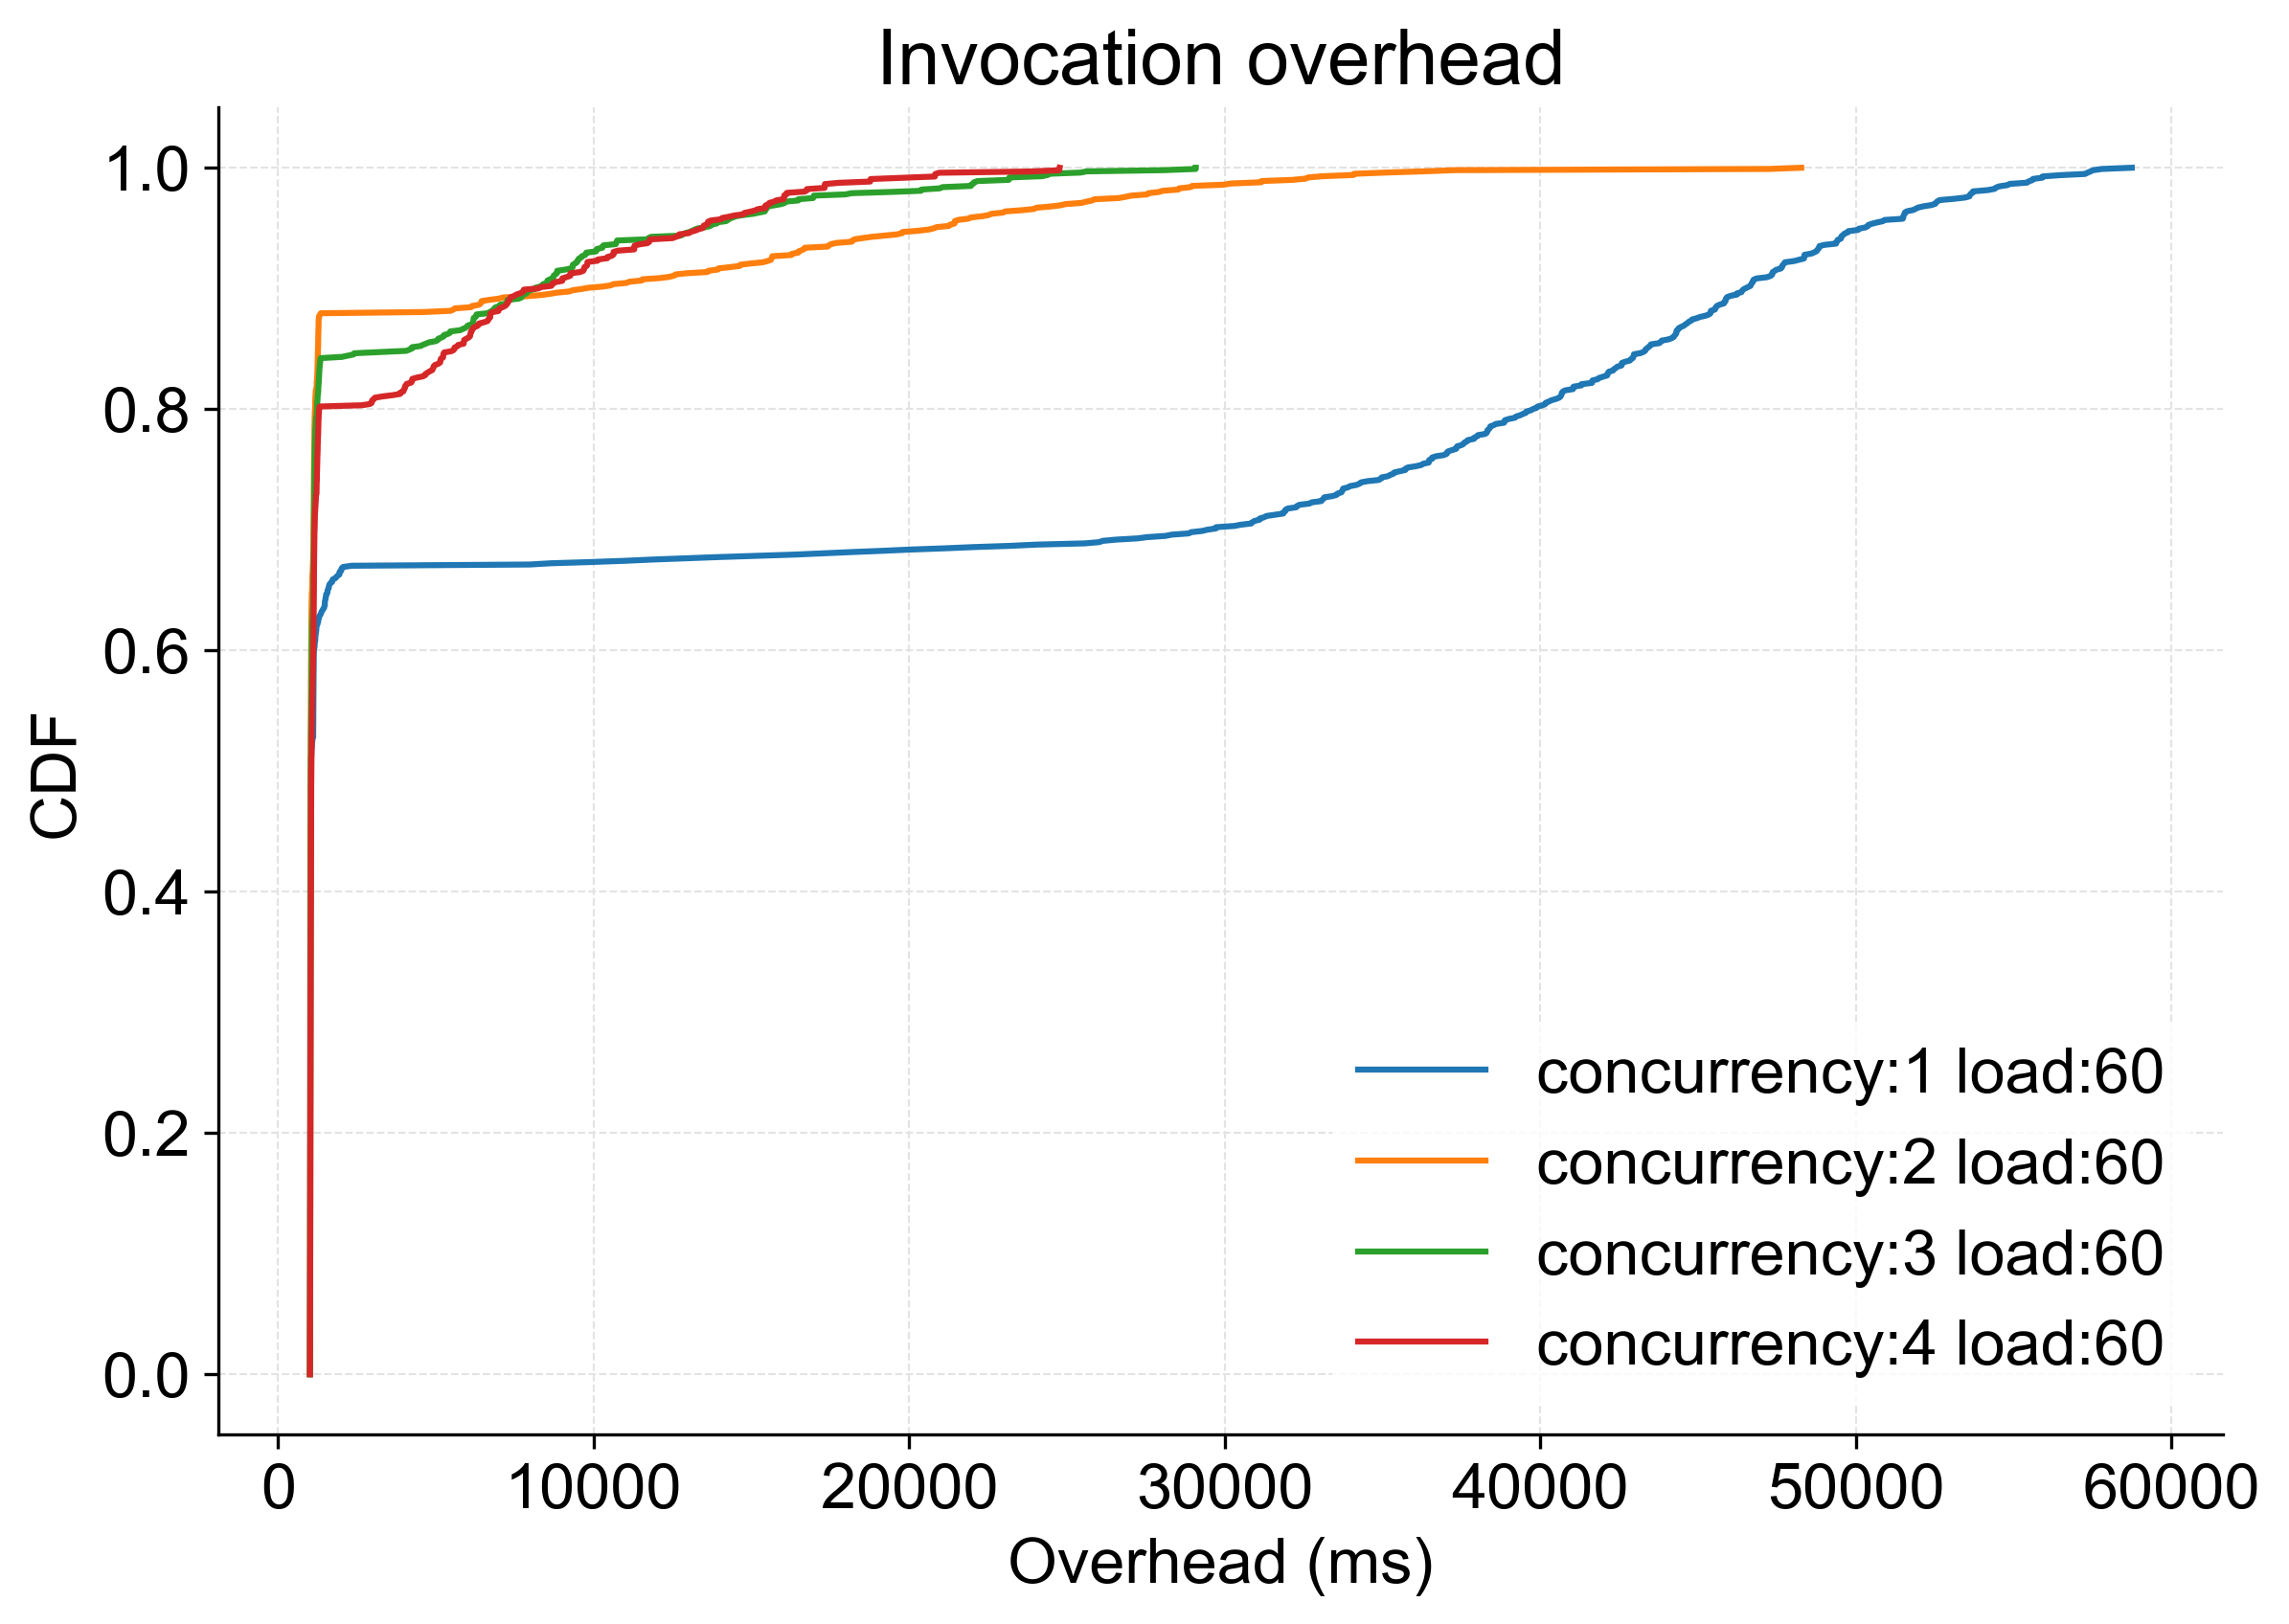 Invocation overhead
1.0
0.8
0.6
0.4
0.2
0.0
CDF
concurrency:1 load:60
concurrency:2 load:60
concurrency:3 load:60
concurrency:4 load:60
0 10000 20000 30000 40000 50000 60000
Overhead (ms)